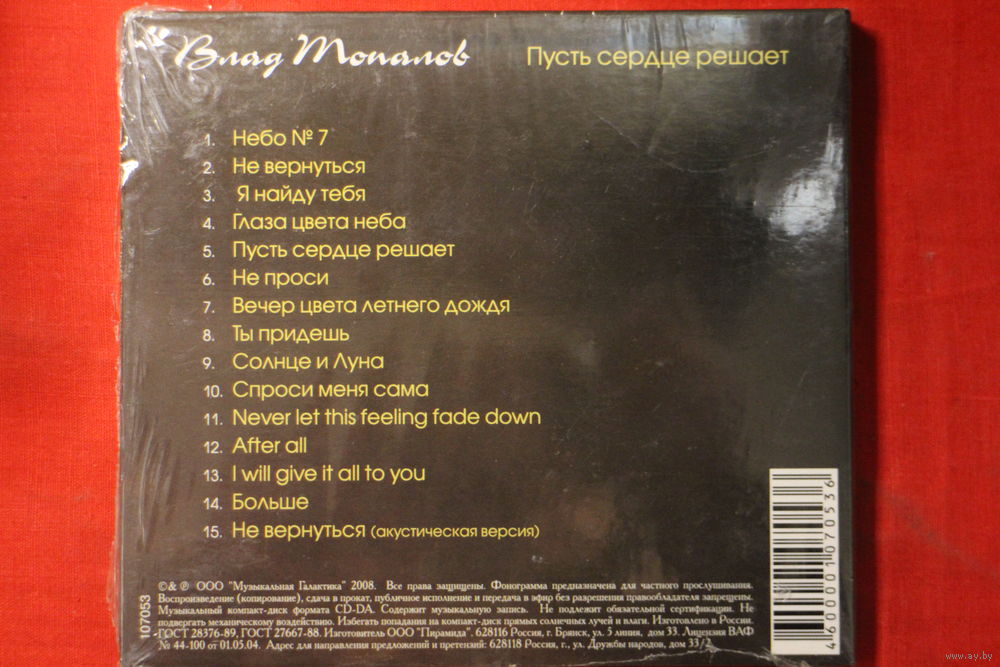 Влад Топалов
Пусть сердце решает
1. Небо № 7
2. Не вернуться
3. Я найду тебя
4. Глаза цвета неба
5. Пусть сердце решает
6. Не проси
7. Вечер цвета летнего дождя
8. Ты придешь
9. Солнце и Луна
10. Спроси меня сама
11. Never let this feeling fade down
12. After all
13. I will give it all to you
14. Больше
15. Не вернуться (акустическая версия)
©& ℗ ООО "Музыкальная Галактика" 2008. Все права защищены. Фонограмма предназначена для частного прослушивания.
Воспроизведение (копирование), сдача в прокат, публичное исполнение и передача в эфир без разрешения правообладателя запрещены.
Музыкальный компакт-диск формата CD-DA. Содержит музыкальную запись. Не подлежит обязательной сертификации. Не
подвергать механическому воздействию. Избегать попадания на компакт-диск прямых солнечных лучей и влаги. Изготовлено в России.
ГОСТ 28376-89, ГОСТ 27667-88. Изготовитель ООО "Пирамида". 628116 Россия, г. Брянск, ул. 5 линия, дом 33. Лицензия ВАФ
№ 44-100 от 01.05.04. Адрес для направления предложений и претензий: 628118 Россия, г., ул. Дружбы народов, дом 33/2
107053
4600001070536
www.ay.by